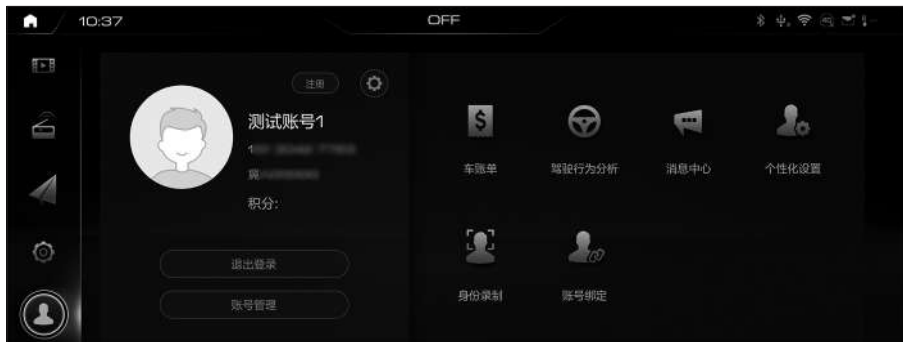 10:37
OFF
注册
测试账号1
积分:
退出登录
账号管理
车账单
驾驶行为分析
消息中心
个性化设置
身份录制
账号绑定